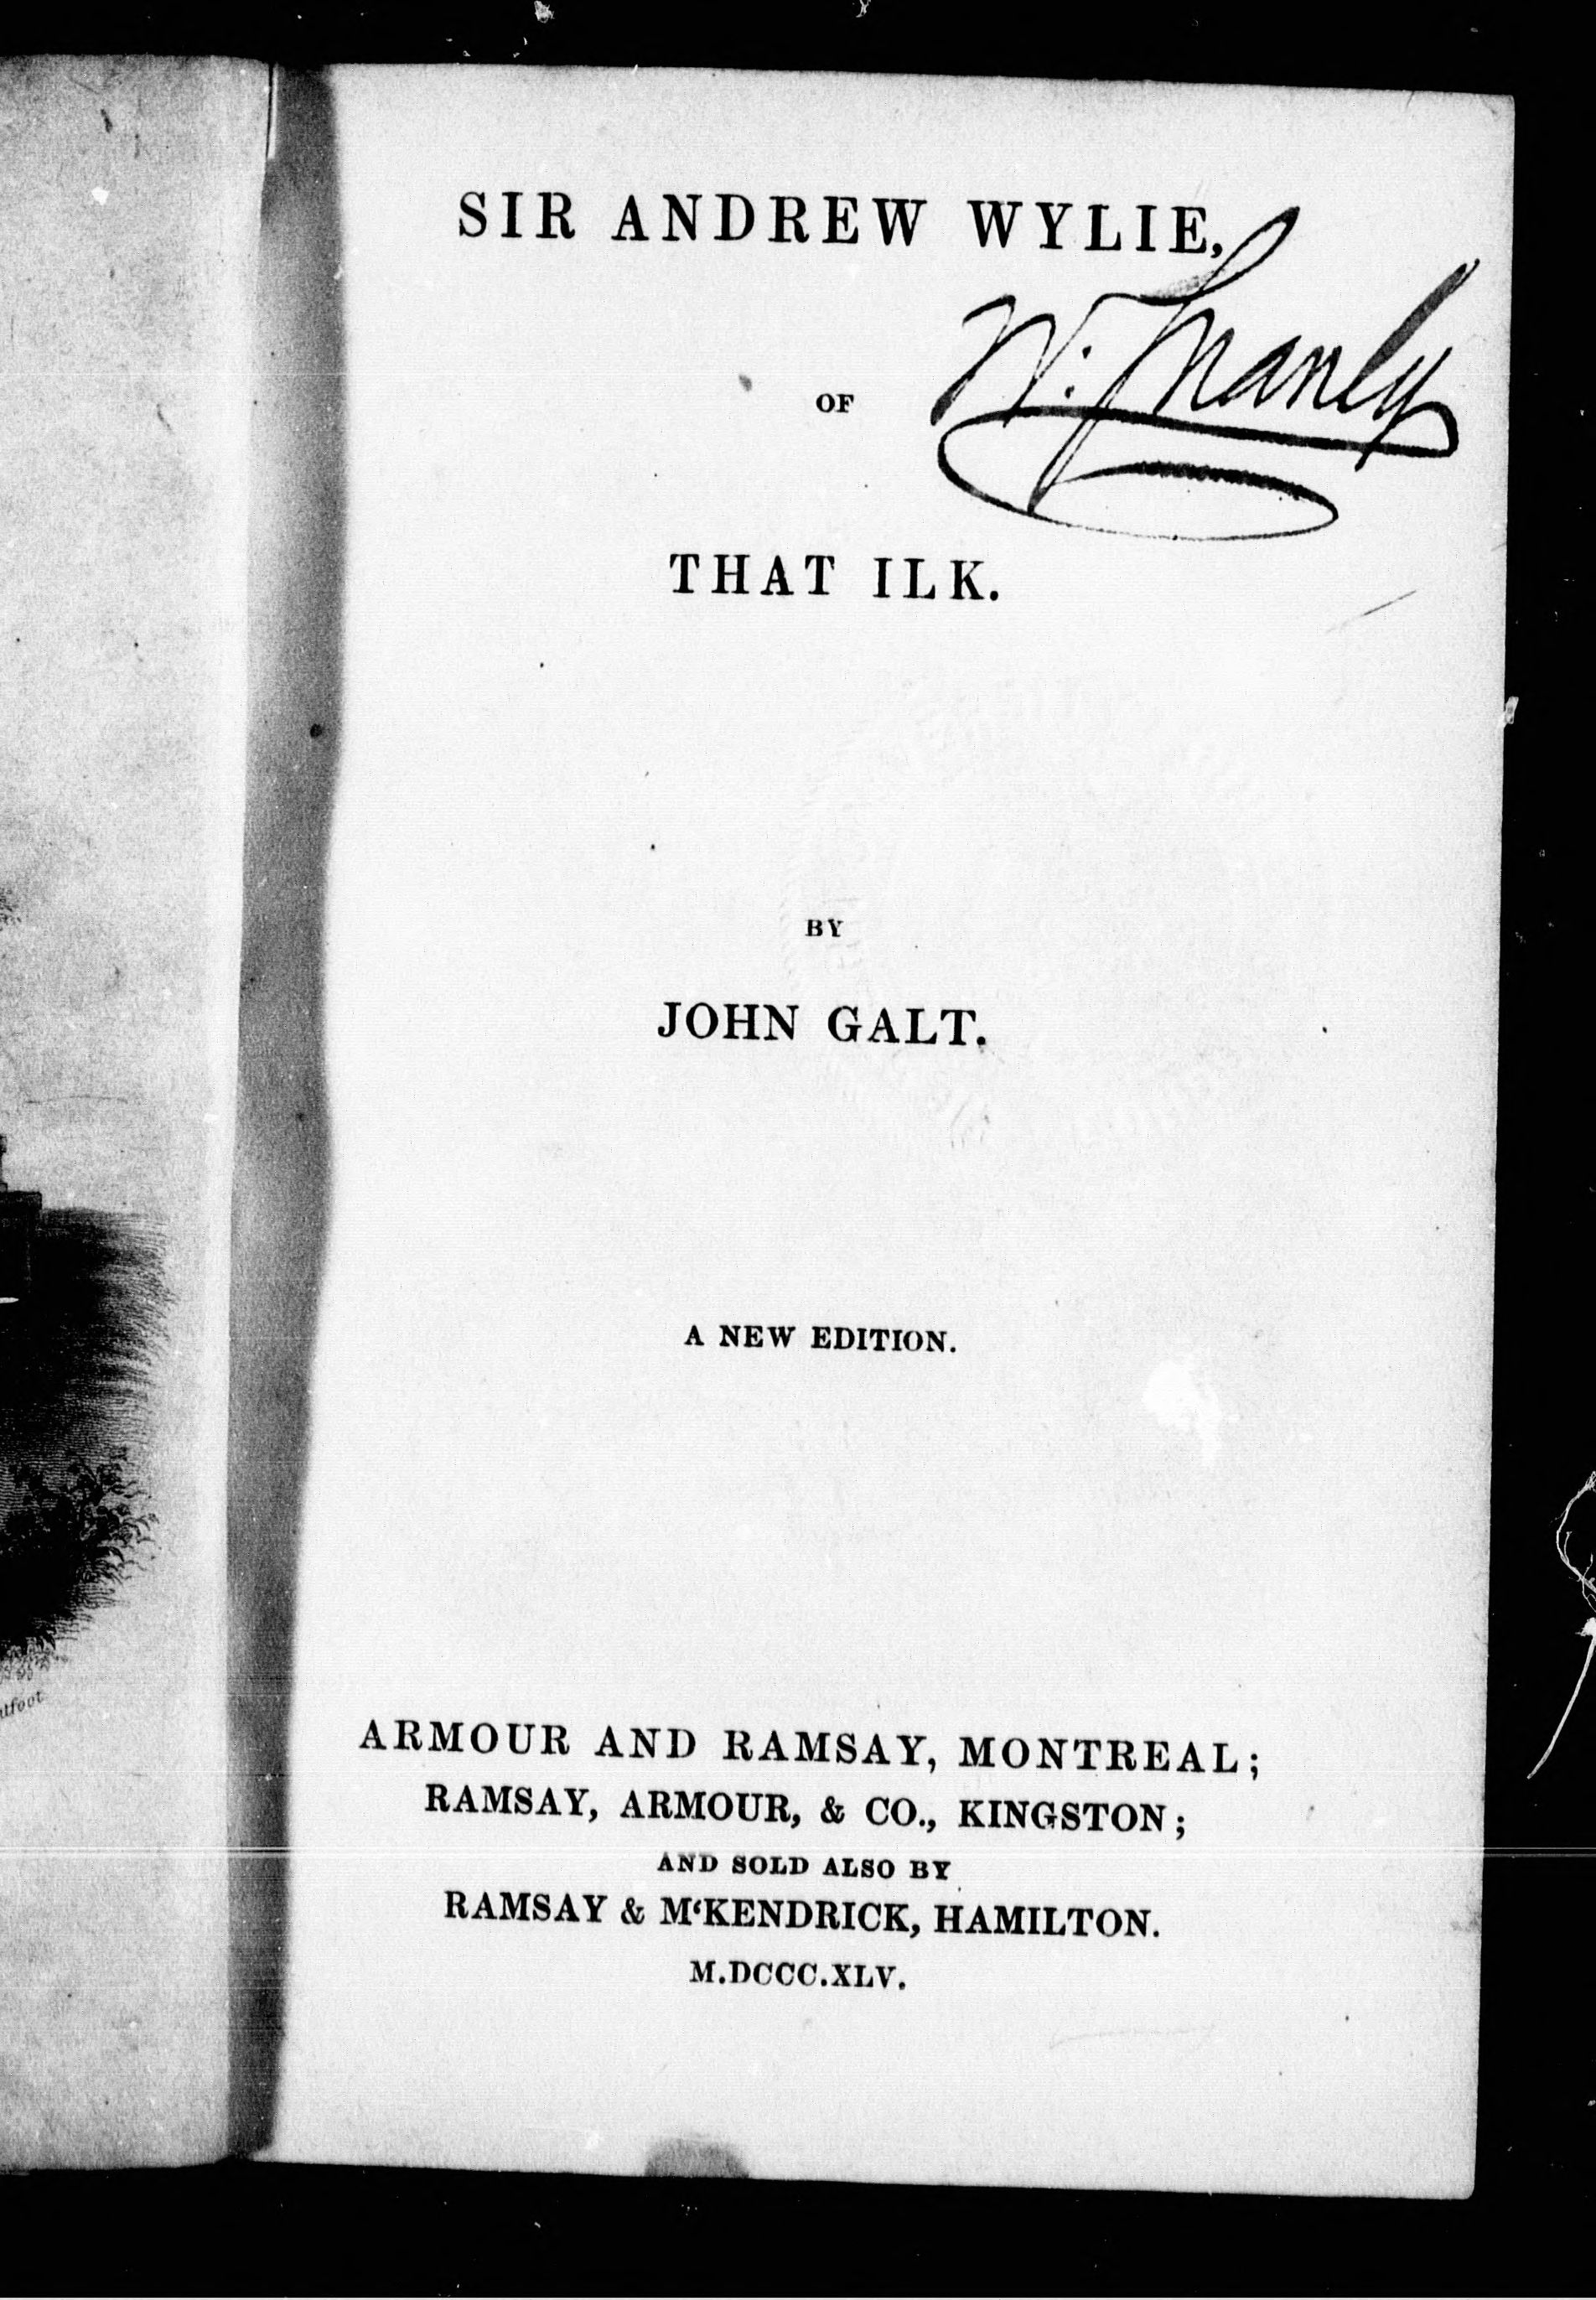 SIR ANDREW WYLIE,
OF
THAT ILK.
BY
JOHN GALT.
A NEW EDITION.
ARMOUR AND RAMSAY, MONTREAL;
RAMSAY, ARMOUR, & CO., KINGSTON;
AND SOLD ALSO BY
RAMSAY & M‘KENDRICK, HAMILTON.
M.DCCC.XLV.